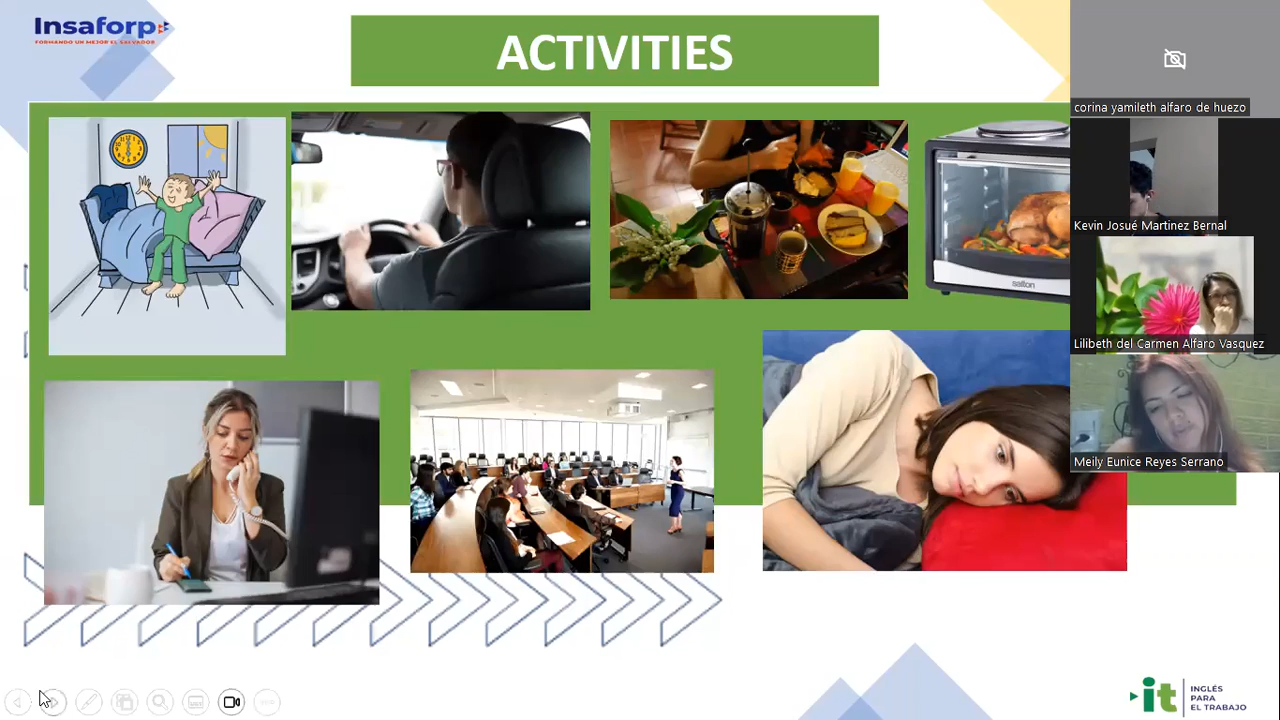 Insaforp
FORMANDO UN MEJOR EL SALVADOR
ACTIVITIES
salton
corina yamileth alfaro de huezo
Kevin Josué Martinez Bernal
Lilibeth del Carmen Alfaro Vasquez
Meily Eunice Reyes Serrano
it
INGLÉS
PARA
EL TRABAJO